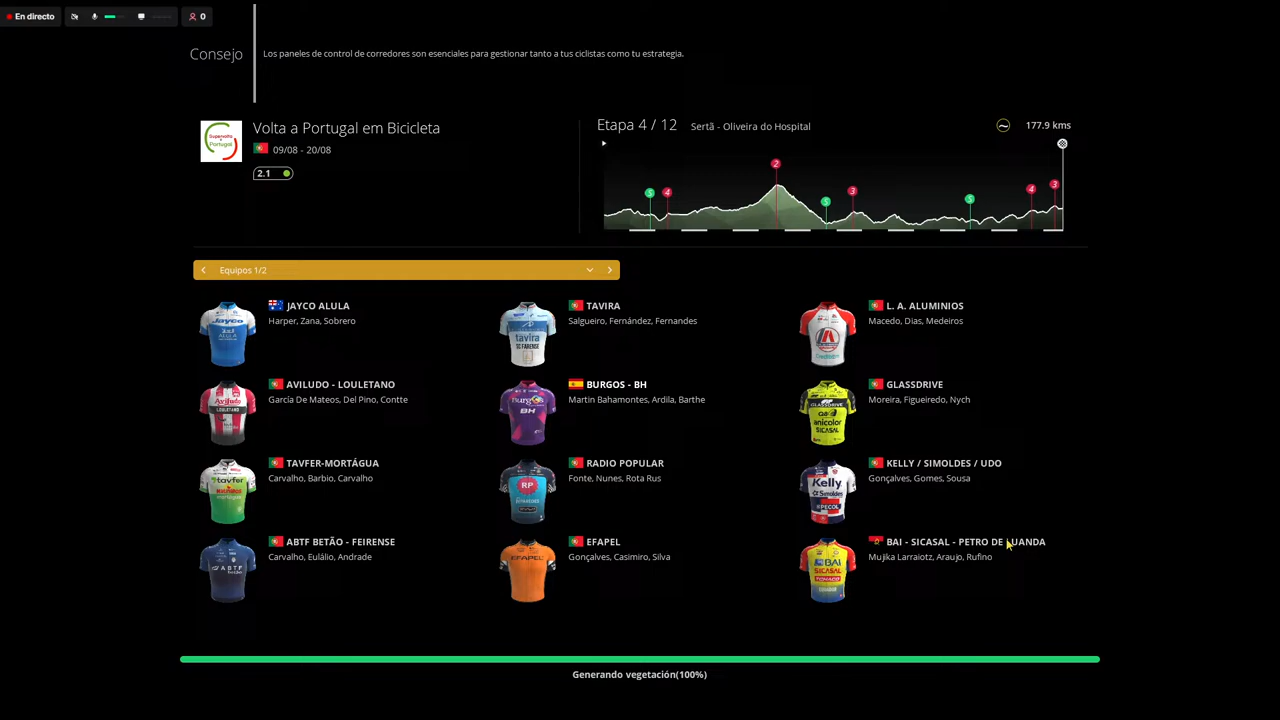 En directo
0
Consejo
Los paneles de control de corredores son esenciales para gestionar tanto a tus ciclistas como tu estrategia.
Volta a Portugal em Bicicleta
09/08 - 20/08
2.1
Etapa 4 / 12
Sertã - Oliveira do Hospital
177.9 kms
S
4
2
S
3
S
4
3
Equipos 1/2
JAYCO ALULA
Harper, Zana, Sobrero
TAVIRA
Salgueiro, Fernández, Fernandes
L. A. ALUMINIOS
Macedo, Dias, Medeiros
AVILUDO - LOULETANO
García De Mateos, Del Pino, Contte
BURGOS - BH
Martin Bahamontes, Ardila, Barthe
GLASSDRIVE
Moreira, Figueiredo, Nych
TAVFER-MORTÁGUA
Carvalho, Barbio, Carvalho
RADIO POPULAR
Fonte, Nunes, Rota Rus
KELLY / SIMOLDES / UDO
Gonçalves, Gomes, Sousa
ABTF BETÃO - FEIRENSE
Carvalho, Eulálio, Andrade
EFAPEL
Gonçalves, Casimiro, Silva
BAI - SICASAL - PETRO DE LUANDA
Mujika Larraiotz, Araujo, Rufino
Generando vegetación(100%)